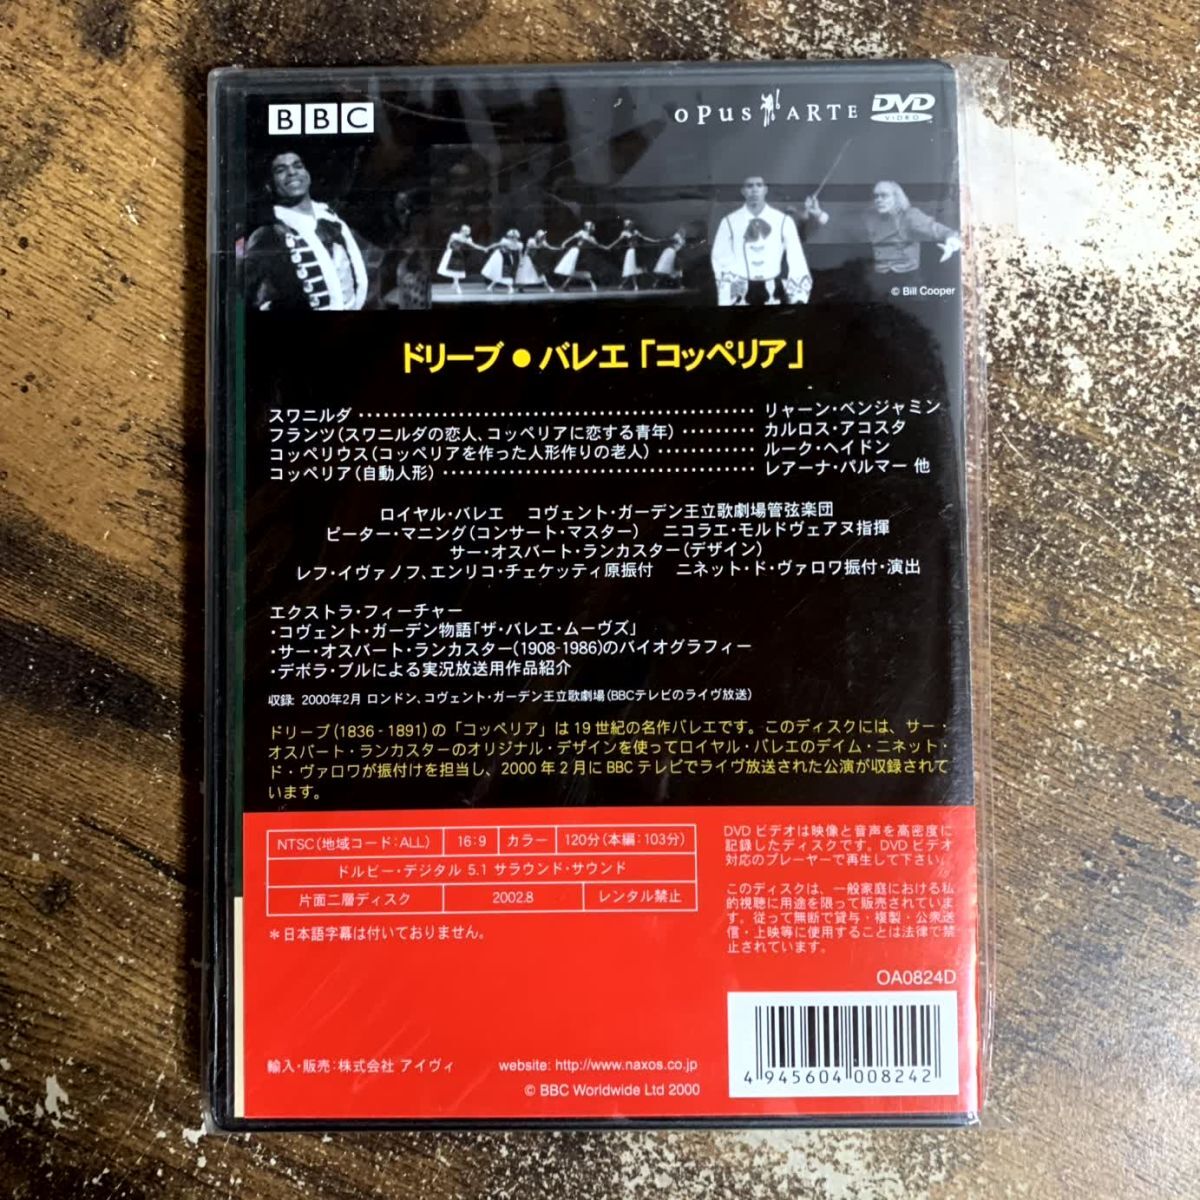 BBC
OPUS ARTE
DVD VIDEO
© Bill Cooper
ドリーブ●バレエ「コッペリア」
スワニルダ ………………………………………… リャーン・ベンジャミン
フランツ(スワニルダの恋人、コッペリアに恋する青年) ……… カルロス・アコスタ
コッペリウス(コッペリアを作った人形作りの老人) ………… ルーク・ヘイドン
コッペリア(自動人形) ………………………………… レアーナ・パルマー 他
ロイヤル・バレエ コヴェント・ガーデン王立歌劇場管弦楽団
ピーター・マニング(コンサート・マスター) ニコラエ・モルドヴェアヌ指揮
サー・オスバート・ランカスター(デザイン)
レフ・イヴァノフ、エンリコ・チェケッティ原振付 ニネット・ド・ヴァロワ振付・演出
エクストラ・フィーチャー
・コヴェント・ガーデン物語「ザ・バレエ・ムーヴズ」
・サー・オスバート・ランカスター(1908-1986)のバイオグラフィー
・デボラ・ブルによる実況放送用作品紹介
収録: 2000年2月 ロンドン、コヴェント・ガーデン王立歌劇場(BBCテレビのライヴ放送)
ドリーブ(1836-1891)の「コッペリア」は19世紀の名作バレエです。このディスクには、サー・
オスバート・ランカスターのオリジナル・デザインを使ってロイヤル・バレエのデイム・ニネット・
ド・ヴァロワが振付けを担当し、2000年2月にBBCテレビでライヴ放送された公演が収録されて
います。
NTSC(地域コード:ALL) 16:9 カラー 120分(本編:103分)
ドルビー・デジタル 5.1 サラウンド・サウンド
片面二層ディスク 2002.8 レンタル禁止
＊日本語字幕は付いておりません。
DVDビデオは映像と音声を高密度に
記録したディスクです。DVDビデオ
対応のプレーヤーで再生して下さい。
このディスクは、一般家庭における私
的視聴に用途を限って販売されていま
す。従って無断で貸与・複製・公衆送
信・上映等に使用することは法律で禁
止されています。
OA0824D
輸入・販売:株式会社 アイヴィ
website: http://www.naxos.co.jp
© BBC Worldwide Ltd 2000
4 945604 008242